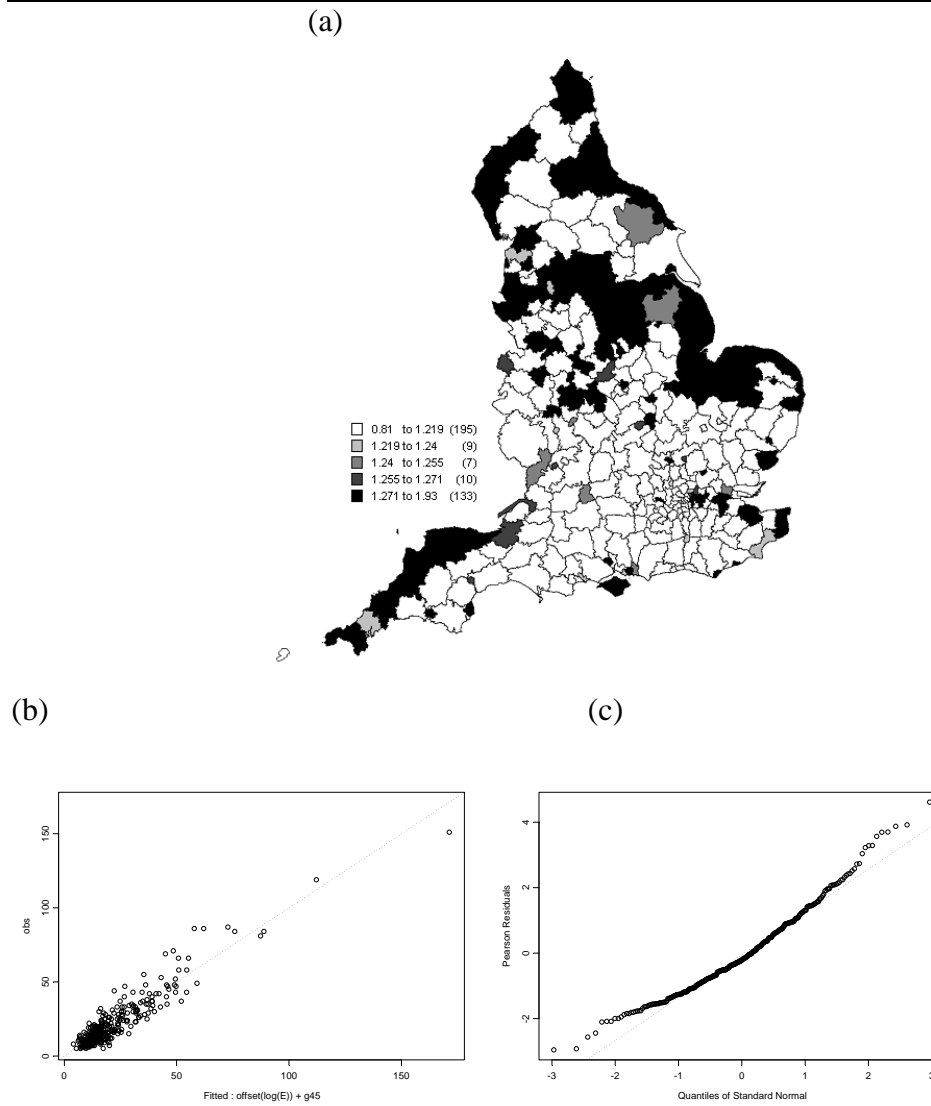 (a)
0.81 to 1.219 (195)
1.219 to 1.24 (9)
1.24 to 1.255 (7)
1.255 to 1.271 (10)
1.271 to 1.93 (133)
(b)
(c)
obs
0
50
100
150
0
50
100
150
Fitted : offset(log(E)) + g45
Pearson Residuals
-2
0
2
4
-3
-2
-1
0
1
2
3
Quantiles of Standard Normal